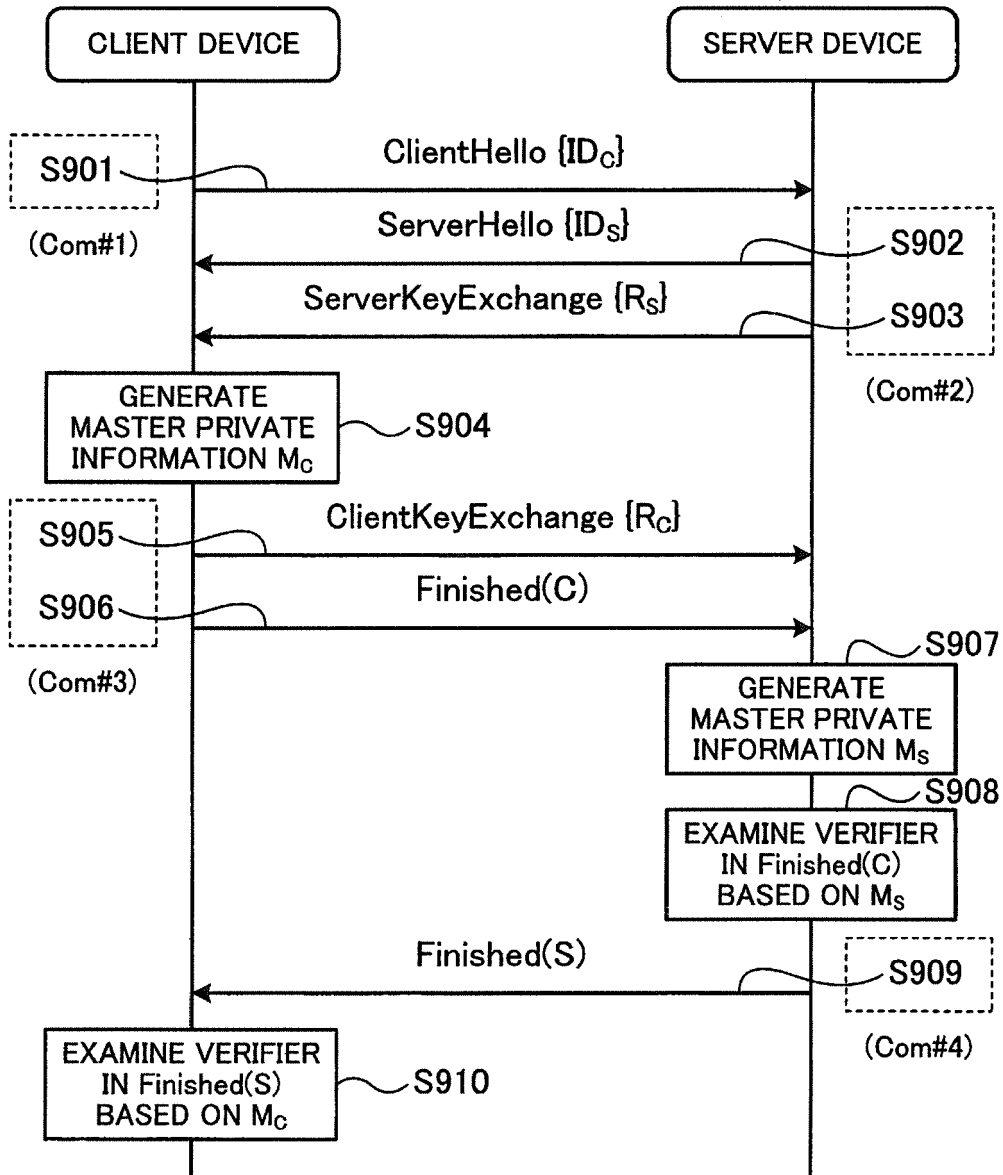 CLIENT DEVICE
SERVER DEVICE
S901
ClientHello {IDC}
(Com#1)
ServerHello {IDS}
S902
ServerKeyExchange {RS}
S903
(Com#2)
GENERATE
MASTER PRIVATE
INFORMATION MC
S904
S905
ClientKeyExchange {RC}
S906
Finished(C)
(Com#3)
S907
GENERATE
MASTER PRIVATE
INFORMATION MS
S908
EXAMINE VERIFIER
IN Finished(C)
BASED ON MS
Finished(S)
S909
(Com#4)
EXAMINE VERIFIER
IN Finished(S)
BASED ON MC
S910